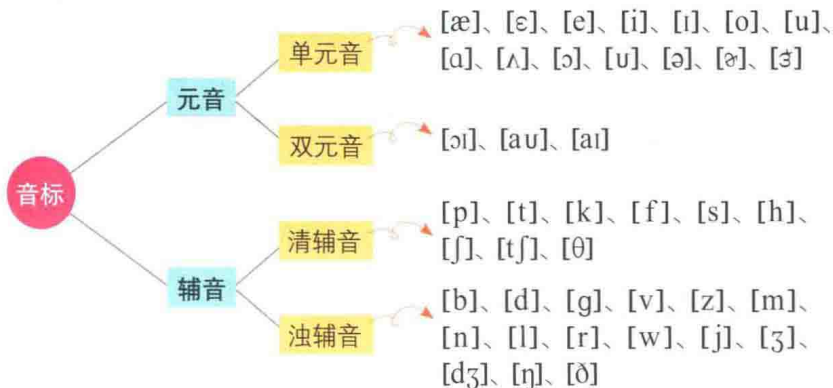 音标
元音
单元音
[æ]、[ɛ]、[e]、[i]、[ɪ]、[o]、[u]、
[ɑ]、[ʌ]、[ɔ]、[ʊ]、[ə]、[ɚ]、[ɝ]
双元音
[ɔɪ]、[aʊ]、[aɪ]
辅音
清辅音
[p]、[t]、[k]、[f]、[s]、[h]、
[ʃ]、[tʃ]、[θ]
浊辅音
[b]、[d]、[g]、[v]、[z]、[m]、
[n]、[l]、[r]、[w]、[j]、[ʒ]、
[dʒ]、[ŋ]、[ð]